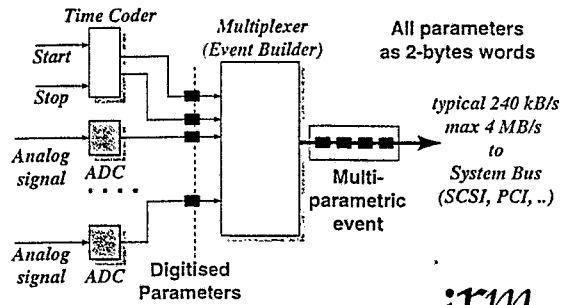 Time Coder
Start
Stop
Analog
signal
ADC
Analog
signal
ADC
Digitised
Parameters
Multiplexer
(Event Builder)
Multi-
parametric
event
All parameters
as 2-bytes words
typical 240 kB/s
max 4 MB/s
to
System Bus
(SCSI, PCI, ..)
irm